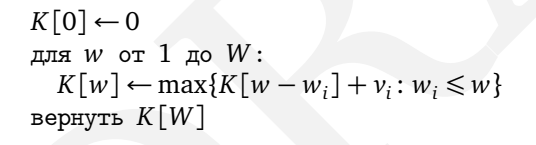 K[0] ← 0
для w от 1 до W:
K[w] ← max{K[w − w_i] + v_i : w_i ⩽ w}
вернуть K[W]